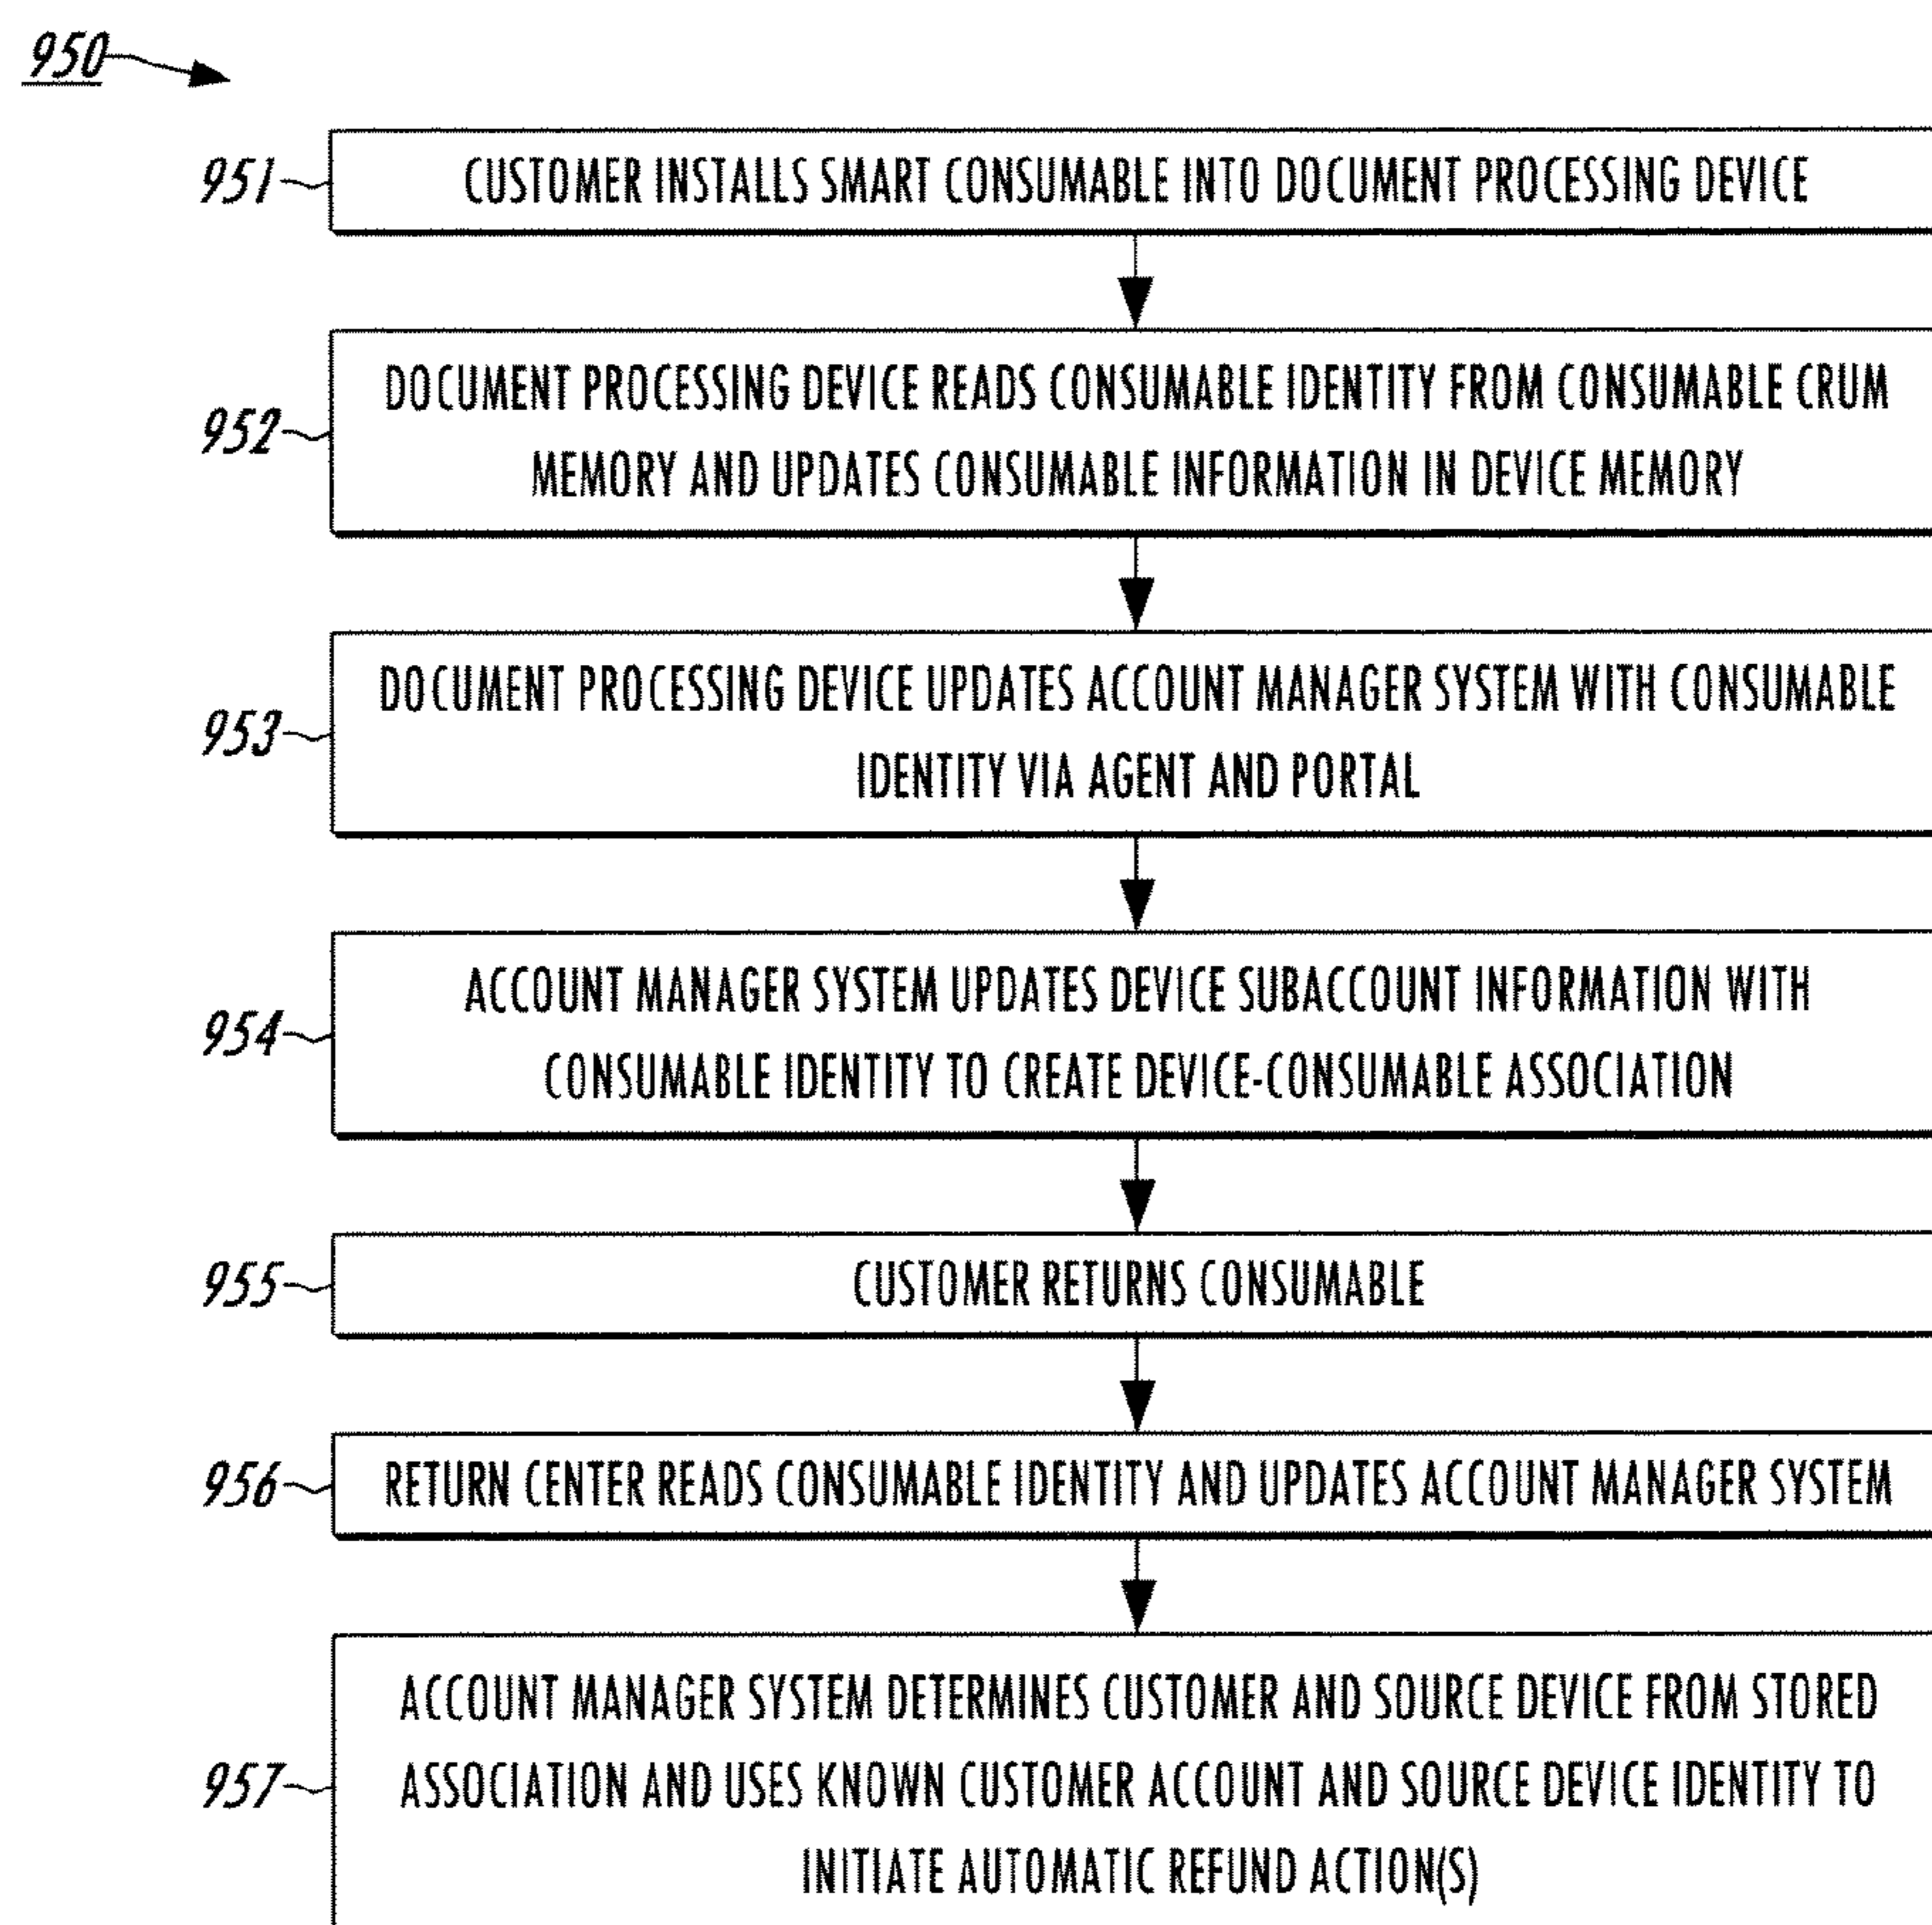 950
951
CUSTOMER INSTALLS SMART CONSUMABLE INTO DOCUMENT PROCESSING DEVICE
952
DOCUMENT PROCESSING DEVICE READS CONSUMABLE IDENTITY FROM CONSUMABLE CRUM
MEMORY AND UPDATES CONSUMABLE INFORMATION IN DEVICE MEMORY
953
DOCUMENT PROCESSING DEVICE UPDATES ACCOUNT MANAGER SYSTEM WITH CONSUMABLE
IDENTITY VIA AGENT AND PORTAL
954
ACCOUNT MANAGER SYSTEM UPDATES DEVICE SUBACCOUNT INFORMATION WITH
CONSUMABLE IDENTITY TO CREATE DEVICE-CONSUMABLE ASSOCIATION
955
CUSTOMER RETURNS CONSUMABLE
956
RETURN CENTER READS CONSUMABLE IDENTITY AND UPDATES ACCOUNT MANAGER SYSTEM
957
ACCOUNT MANAGER SYSTEM DETERMINES CUSTOMER AND SOURCE DEVICE FROM STORED
ASSOCIATION AND USES KNOWN CUSTOMER ACCOUNT AND SOURCE DEVICE IDENTITY TO
INITIATE AUTOMATIC REFUND ACTION(S)